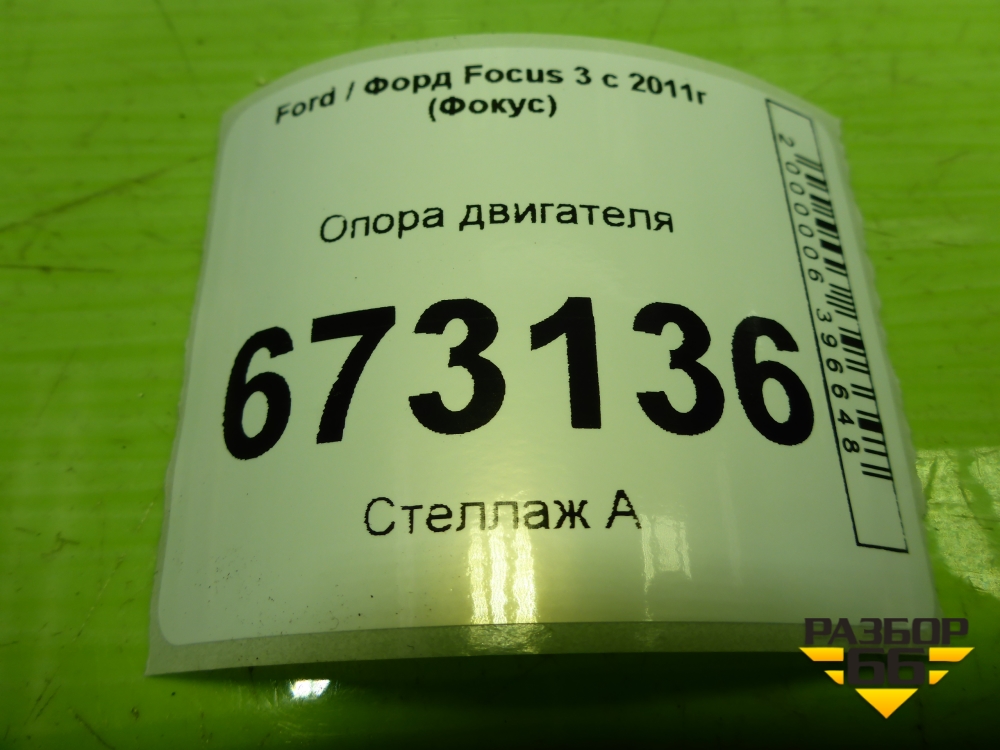 Ford / Форд Focus 3 с 2011г
(Фокус)
Опора двигателя
673136
Стеллаж А
2000006396648
РАЗБОР
66